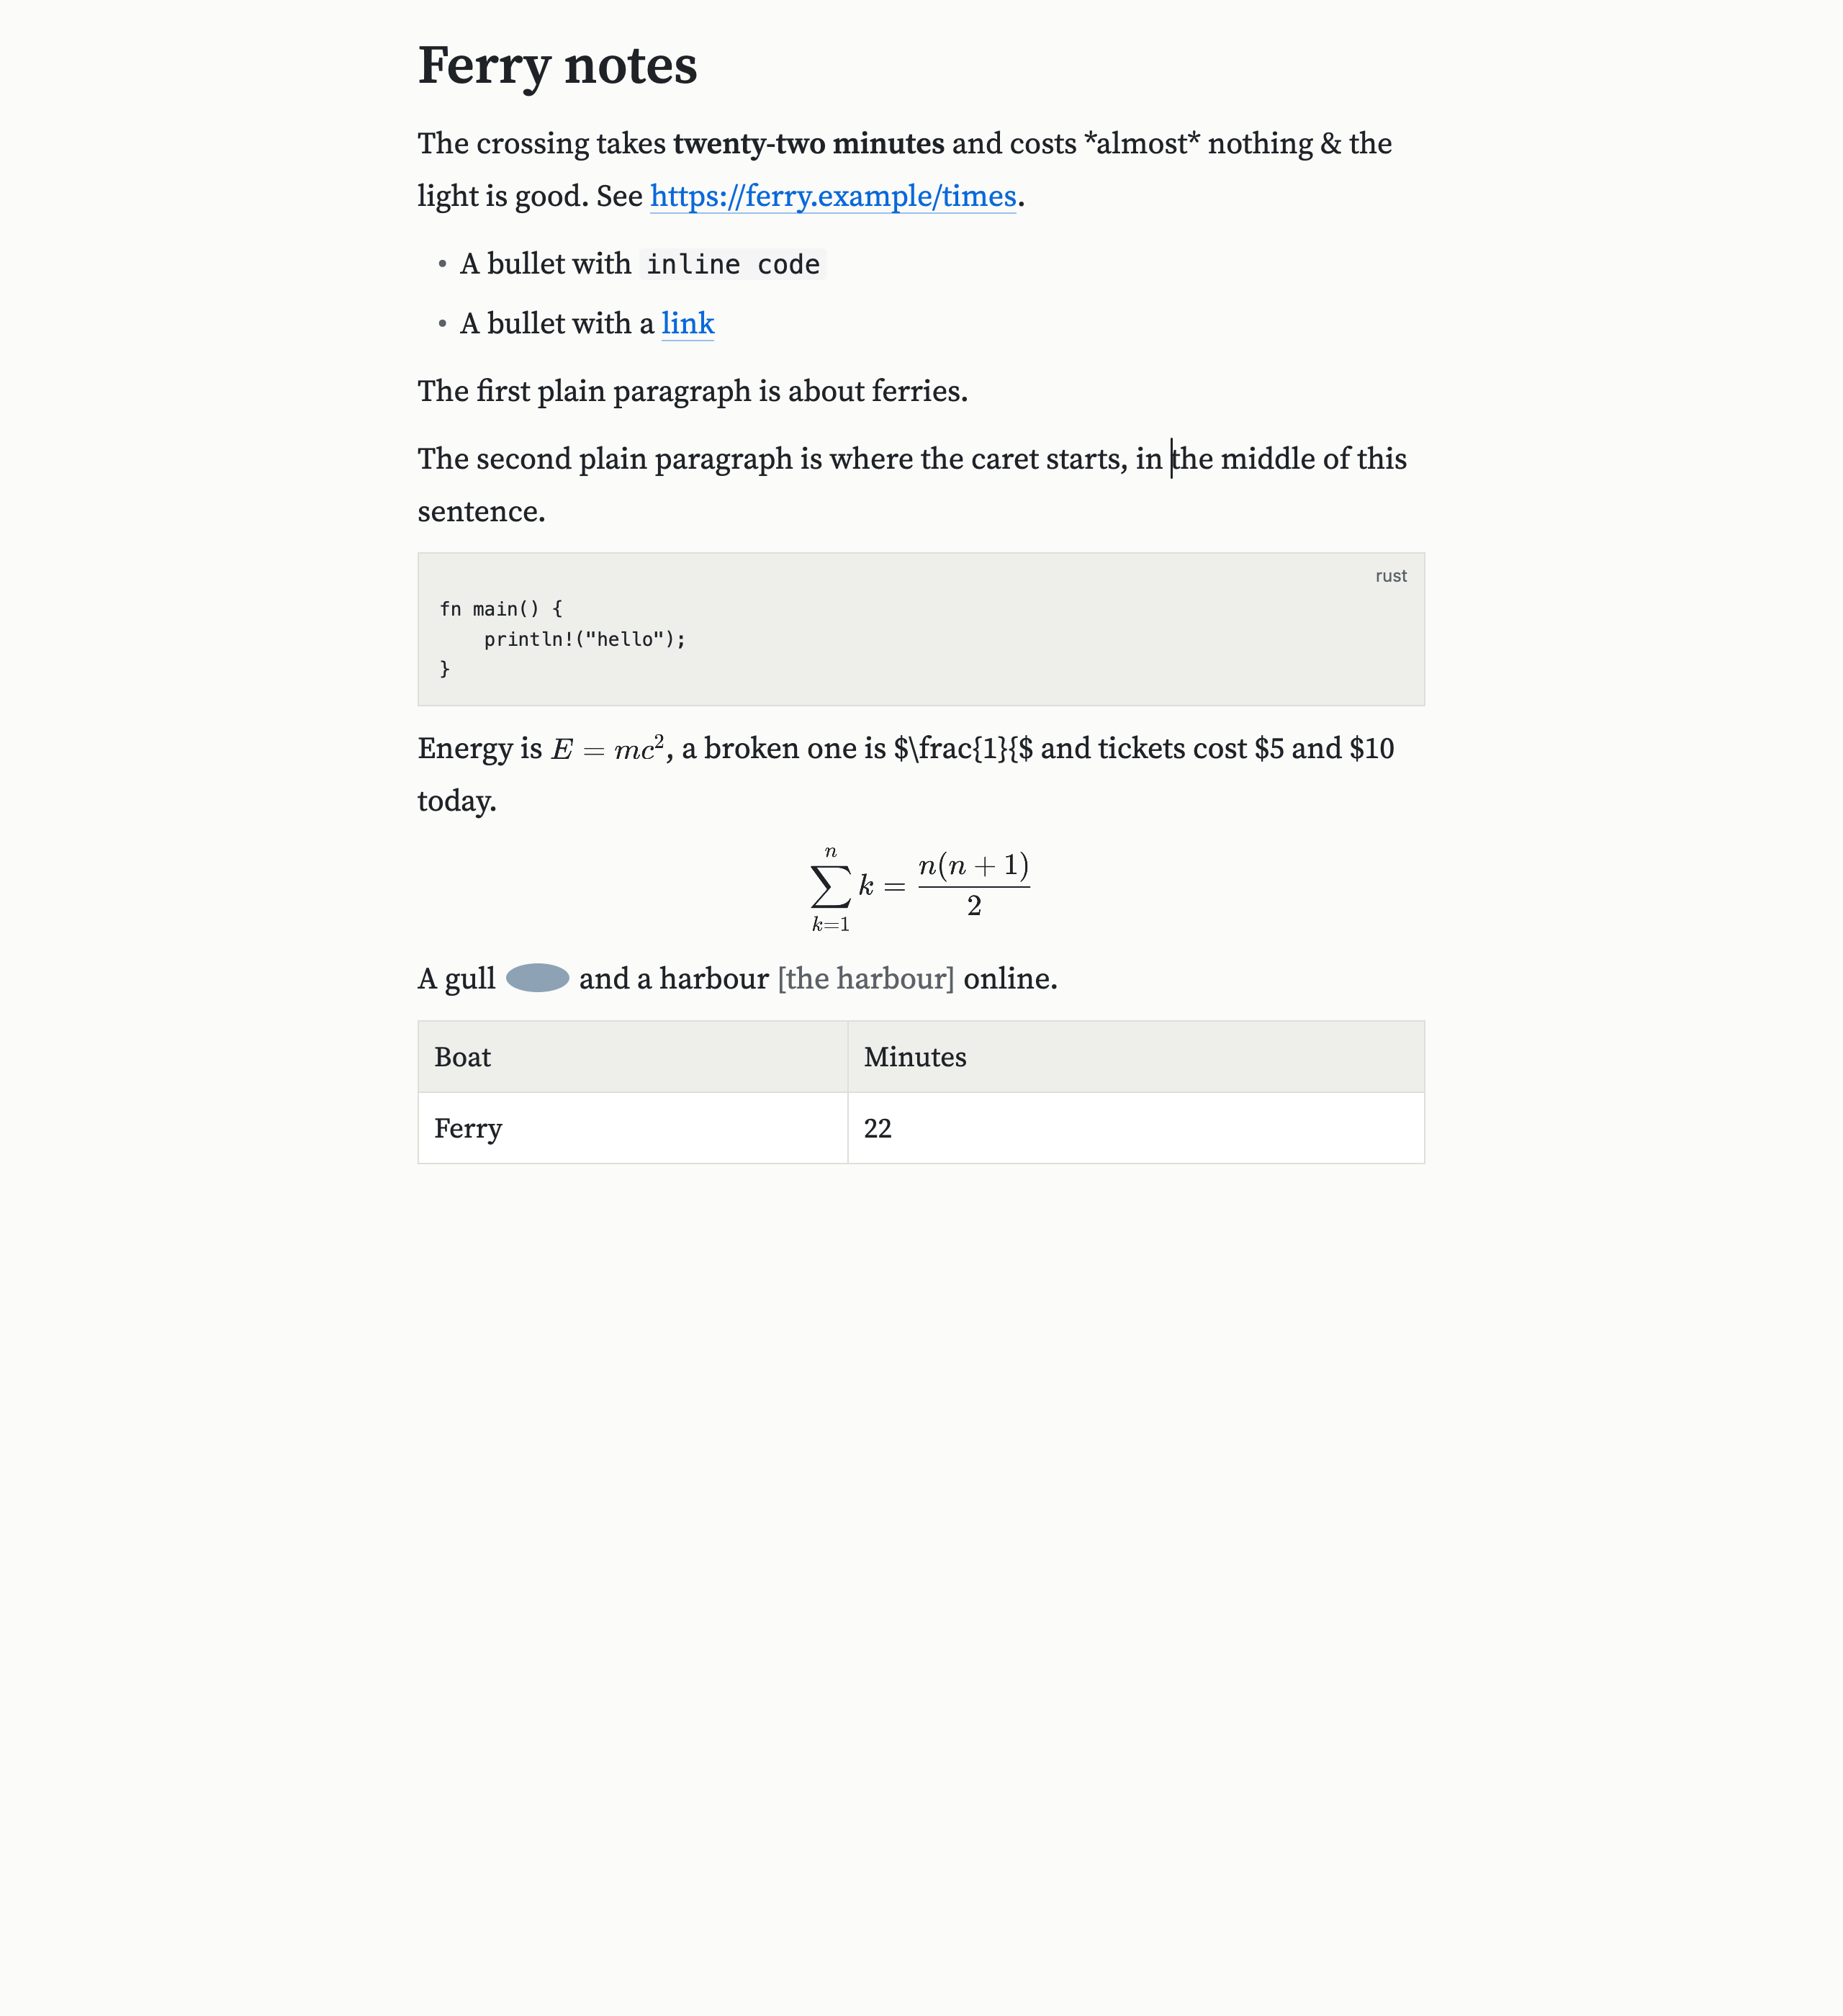 Ferry notes
The crossing takes twenty-two minutes and costs *almost* nothing & the
light is good. See https://ferry.example/times.
• A bullet with inline code
• A bullet with a link
The first plain paragraph is about ferries.
The second plain paragraph is where the caret starts, in the middle of this
sentence.
rust
fn main() {
    println!("hello");
}
Energy is E = mc², a broken one is $\frac{1}{$ and tickets cost $5 and $10
today.
n
∑ k = n(n + 1)
k=1
2
A gull and a harbour [the harbour] online.
Boat Minutes
Ferry 22